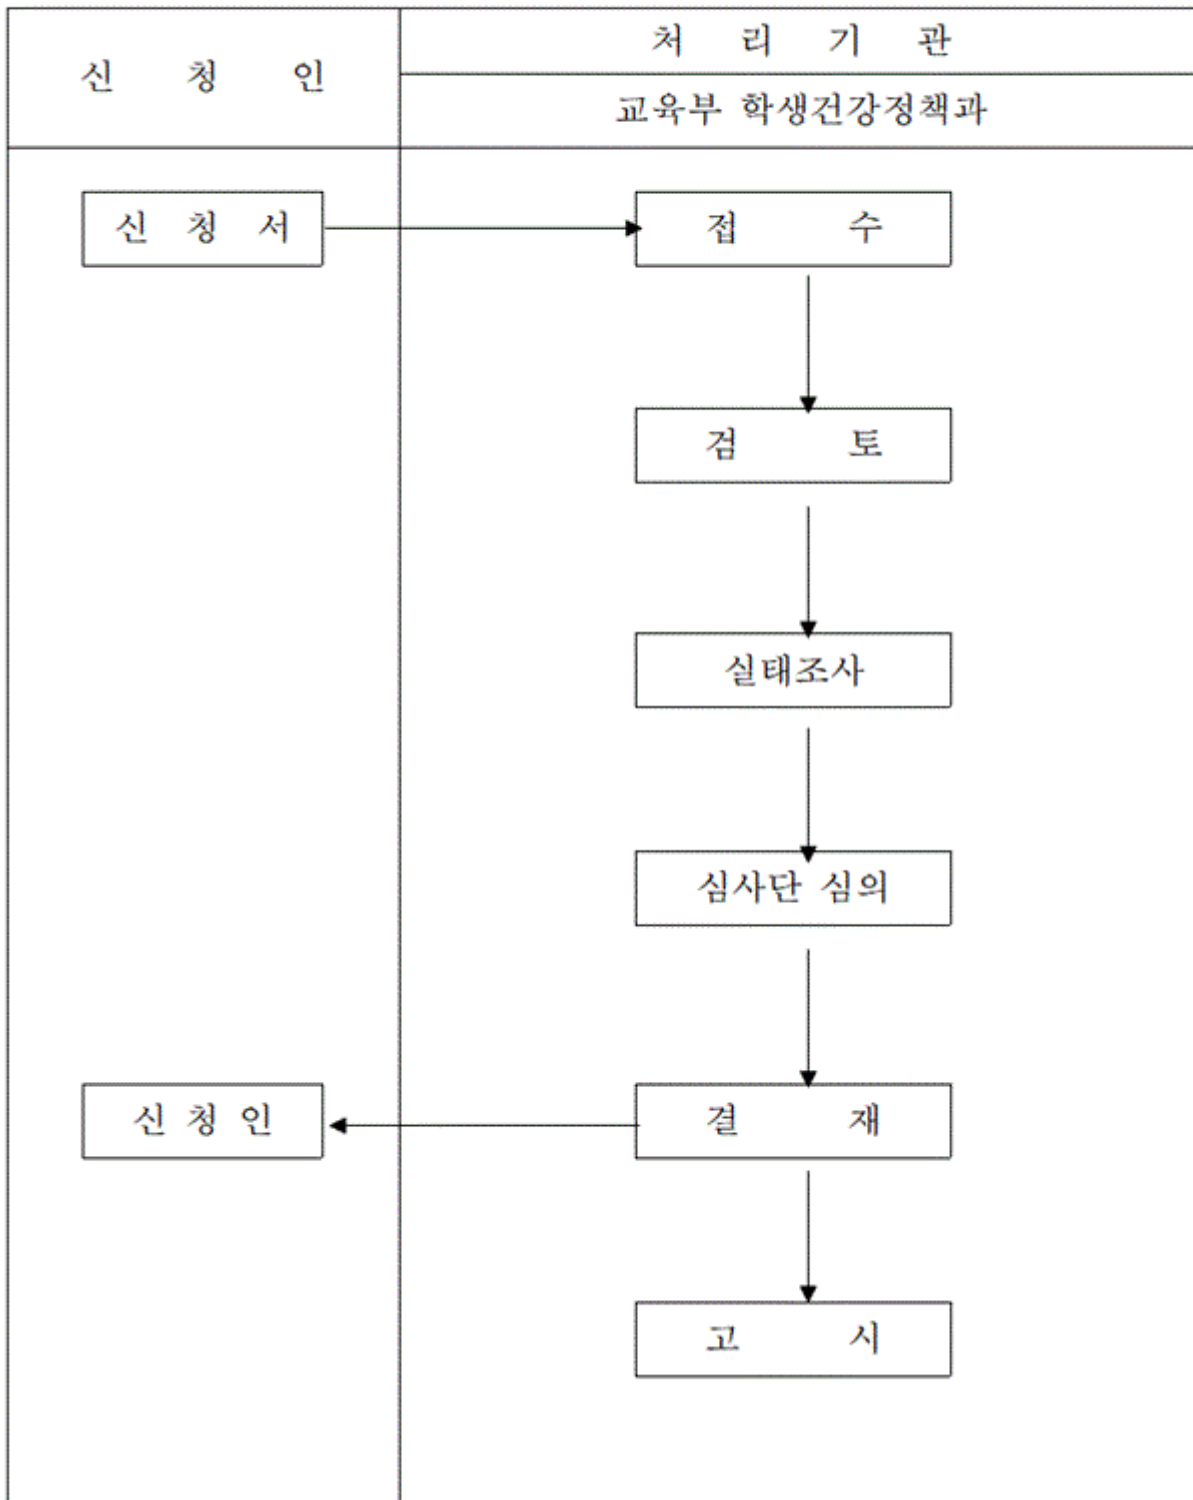 신 청 인
처 리 기 관
교육부 학생건강정책과
신 청 서
접 수
검 토
실태조사
심사단 심의
신 청 인
결 재
고 시